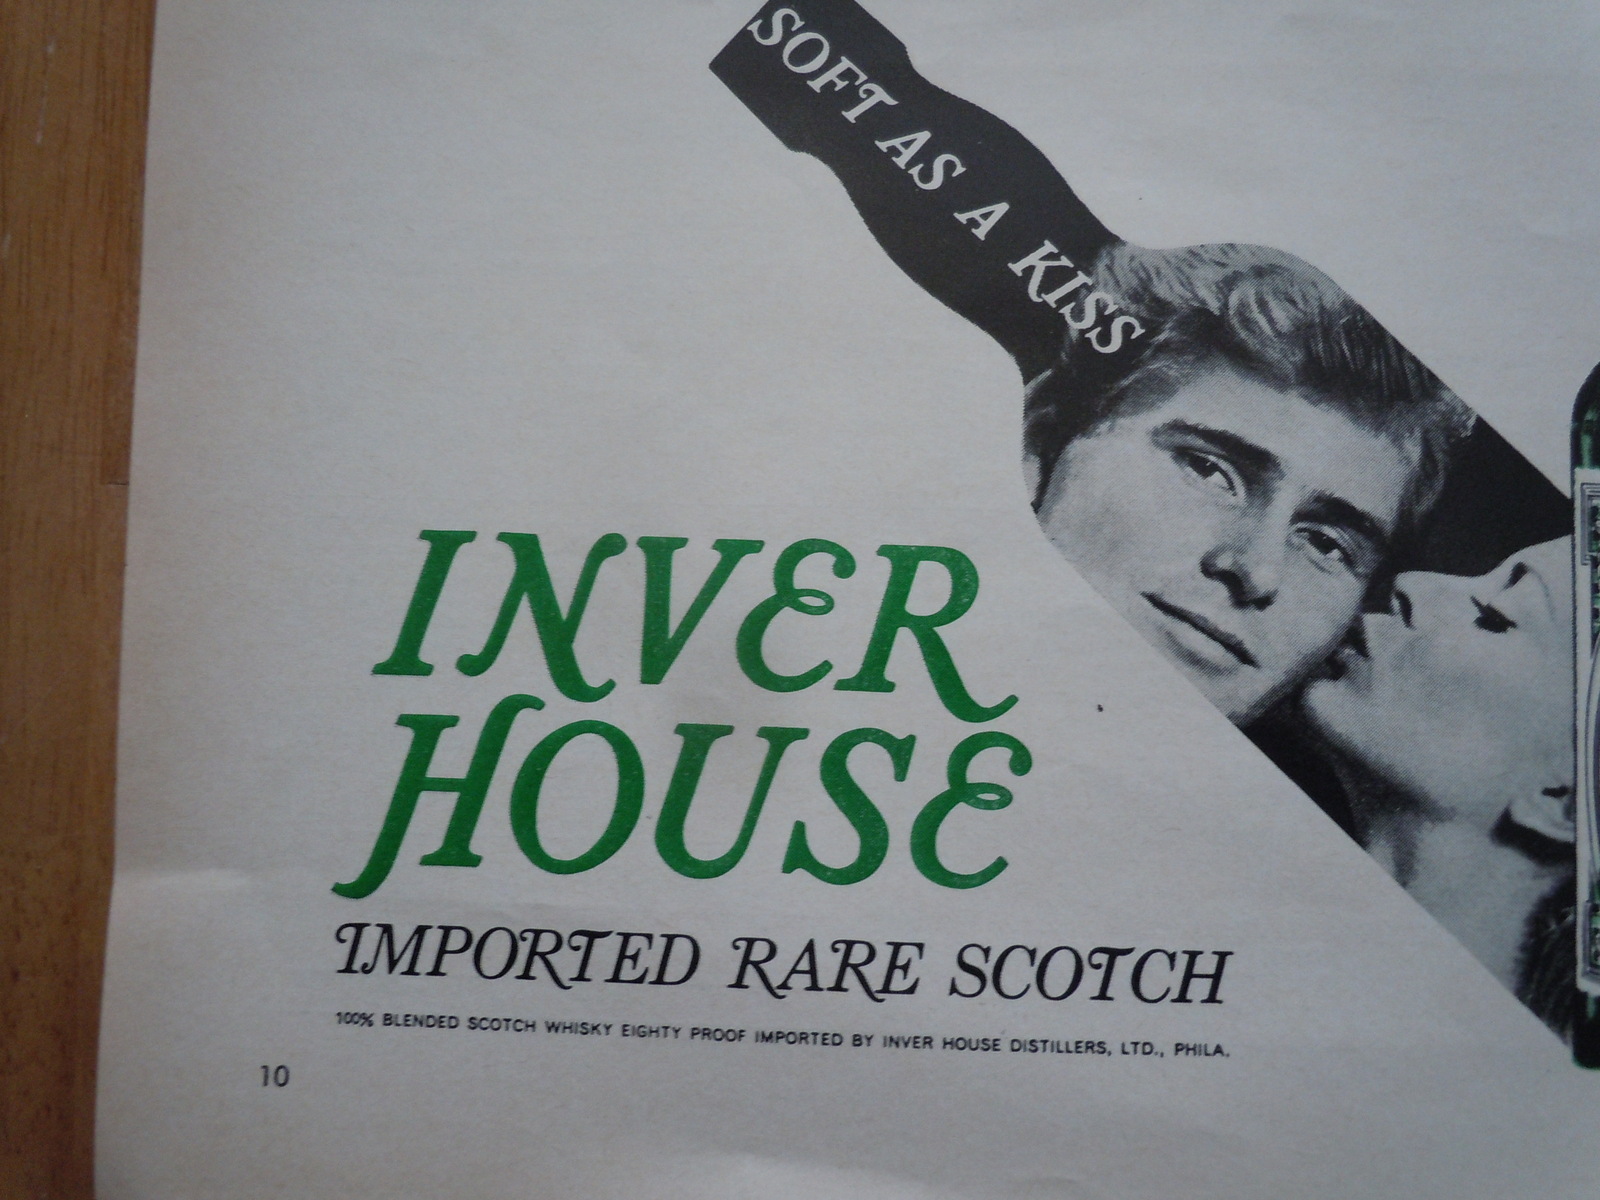 SOFT AS A KISS
INVER
HOUSE
IMPORTED RARE SCOTCH
100% BLENDED SCOTCH WHISKY EIGHTY PROOF IMPORTED BY INVER HOUSE DISTILLERS, LTD., PHILA.
10